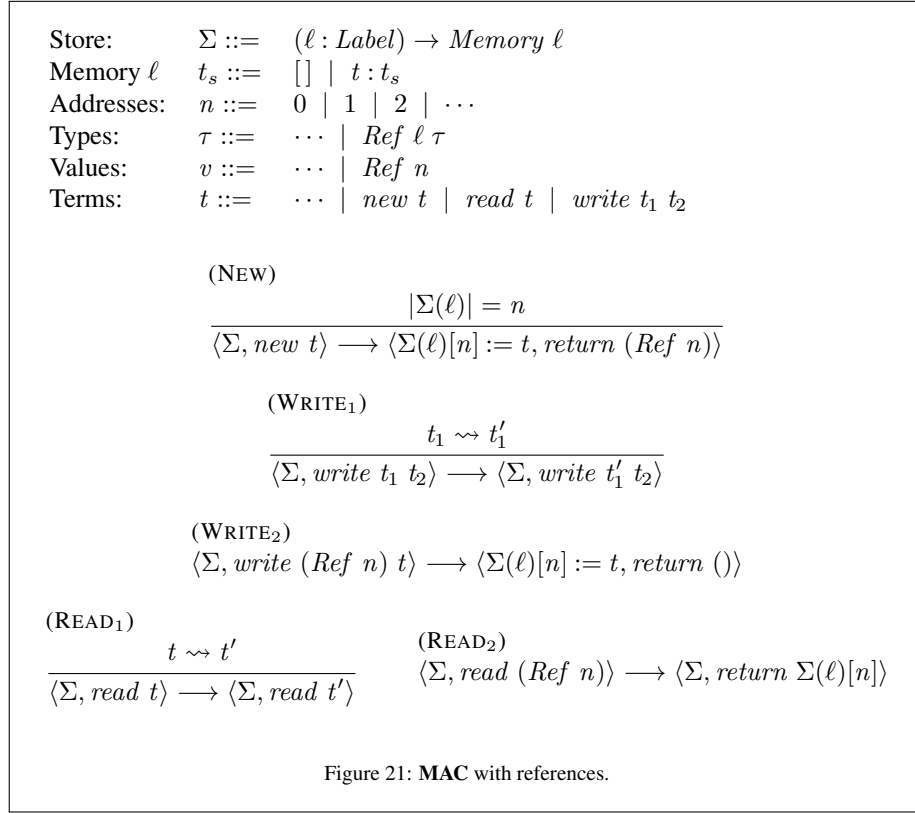 Store: Σ ::= (ℓ : Label) → Memory ℓ
Memory ℓ t_s ::= [ ] | t : t_s
Addresses: n ::= 0 | 1 | 2 | ···
Types: τ ::= ··· | Ref ℓ τ
Values: v ::= ··· | Ref n
Terms: t ::= ··· | new t | read t | write t₁ t₂
(NEW)
|Σ(ℓ)| = n
⟨Σ, new t⟩ ⟶ ⟨Σ(ℓ)[n] := t, return (Ref n)⟩
(WRITE₁)
t₁ ⇝ t₁′
⟨Σ, write t₁ t₂⟩ ⟶ ⟨Σ, write t₁′ t₂⟩
(WRITE₂)
⟨Σ, write (Ref n) t⟩ ⟶ ⟨Σ(ℓ)[n] := t, return ()⟩
(READ₁)
t ⇝ t′
⟨Σ, read t⟩ ⟶ ⟨Σ, read t′⟩
(READ₂)
⟨Σ, read (Ref n)⟩ ⟶ ⟨Σ, return Σ(ℓ)[n]⟩
Figure 21: MAC with references.